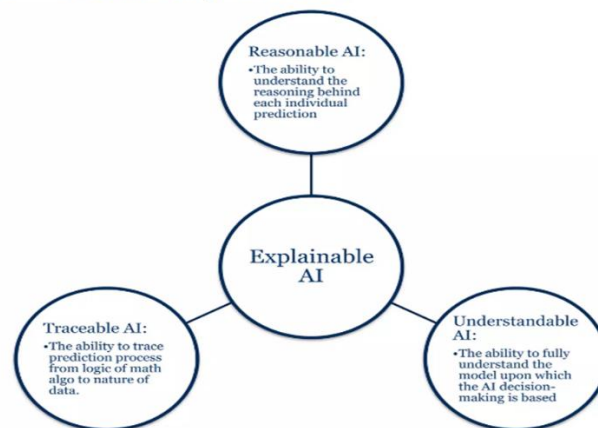 Reasonable AI:
•The ability to
understand the
reasoning behind
each individual
prediction
Explainable
AI
Traceable AI:
•The ability to trace
prediction process
from logic of math
algo to nature of
data.
Understandable
AI:
•The ability to fully
understand the
model upon which
the AI decision-
making is based